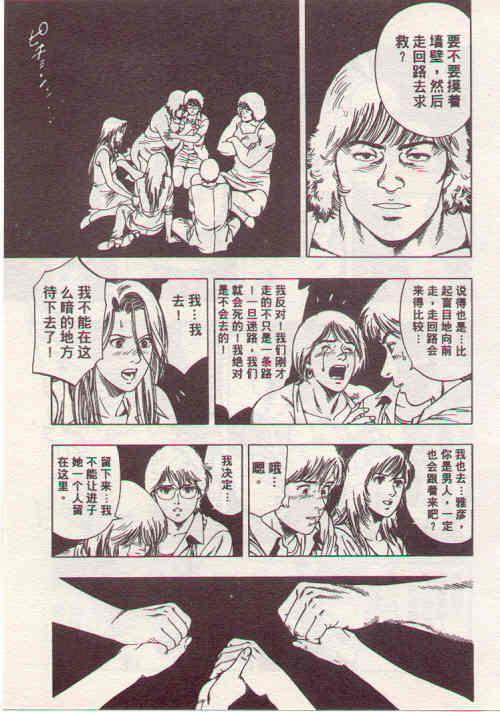 要不要摸着
墙壁，然后
走回路去求
救？
ピチョ
ン…
说得也是…比
起盲目地向前
走，走回路会
来得比较…
我反对！我们刚才
走的不只是一条路
！一旦迷路，我们
就会死的！我绝对
是不会去的！
我…我
去！
我不能在这
么暗的地方
待下去了！
我也去…雅彦，
你是男人，一定
也会跟着来吧？
哦…
嗯。
我决定…
留下来…我
不能让进子
她一个人留
在这里。